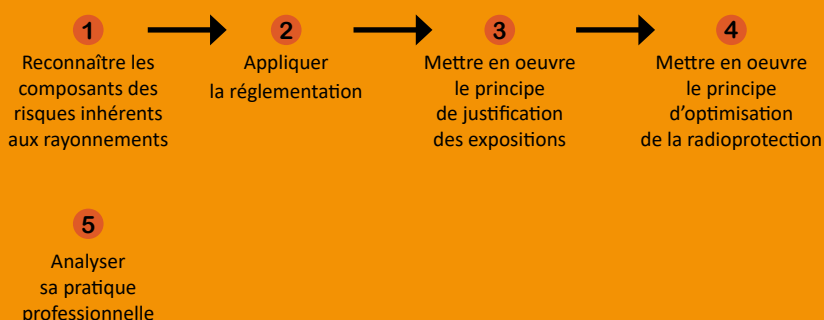 1
Reconnaître les
composants des
risques inhérents
aux rayonnements
2
Appliquer
la réglementation
3
Mettre en oeuvre
le principe
de justification
des expositions
4
Mettre en oeuvre
le principe
d'optimisation
de la radioprotection
5
Analyser
sa pratique
professionnelle